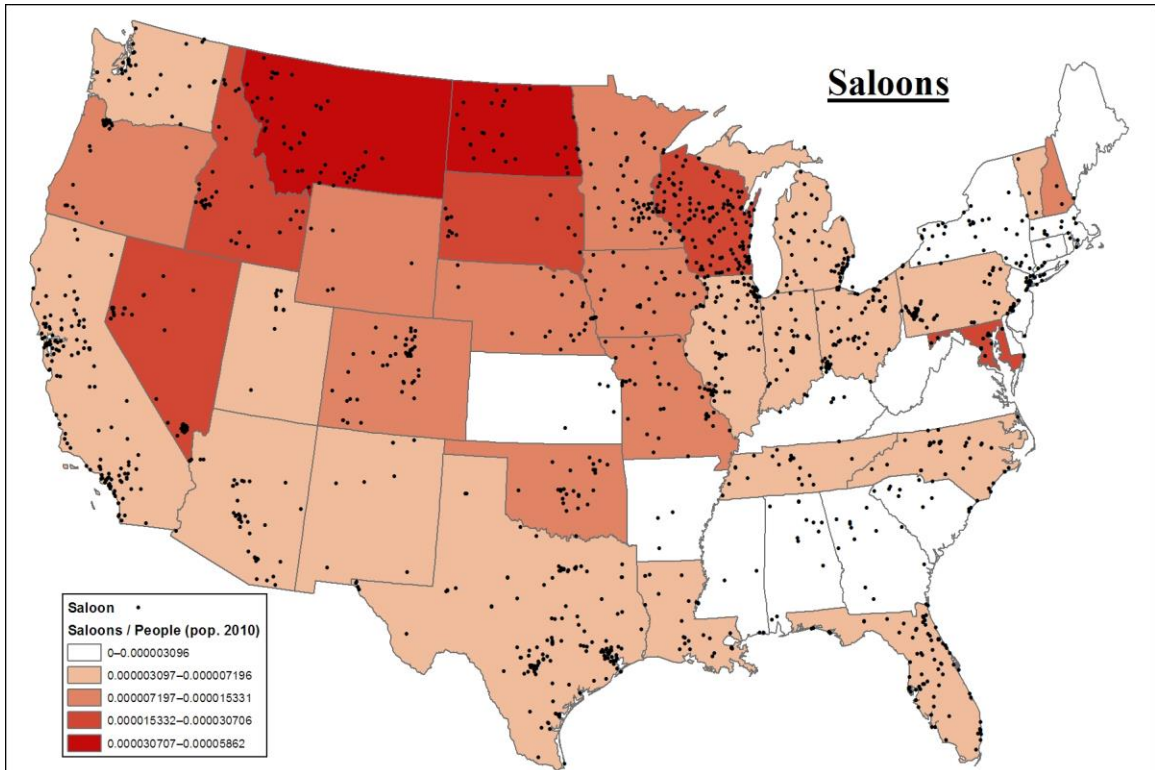 Saloons
Saloon
Saloons / People (pop. 2010)
0–0.000003096
0.000003097–0.000007196
0.000007197–0.000015331
0.000015332–0.000030706
0.000030707–0.00005862